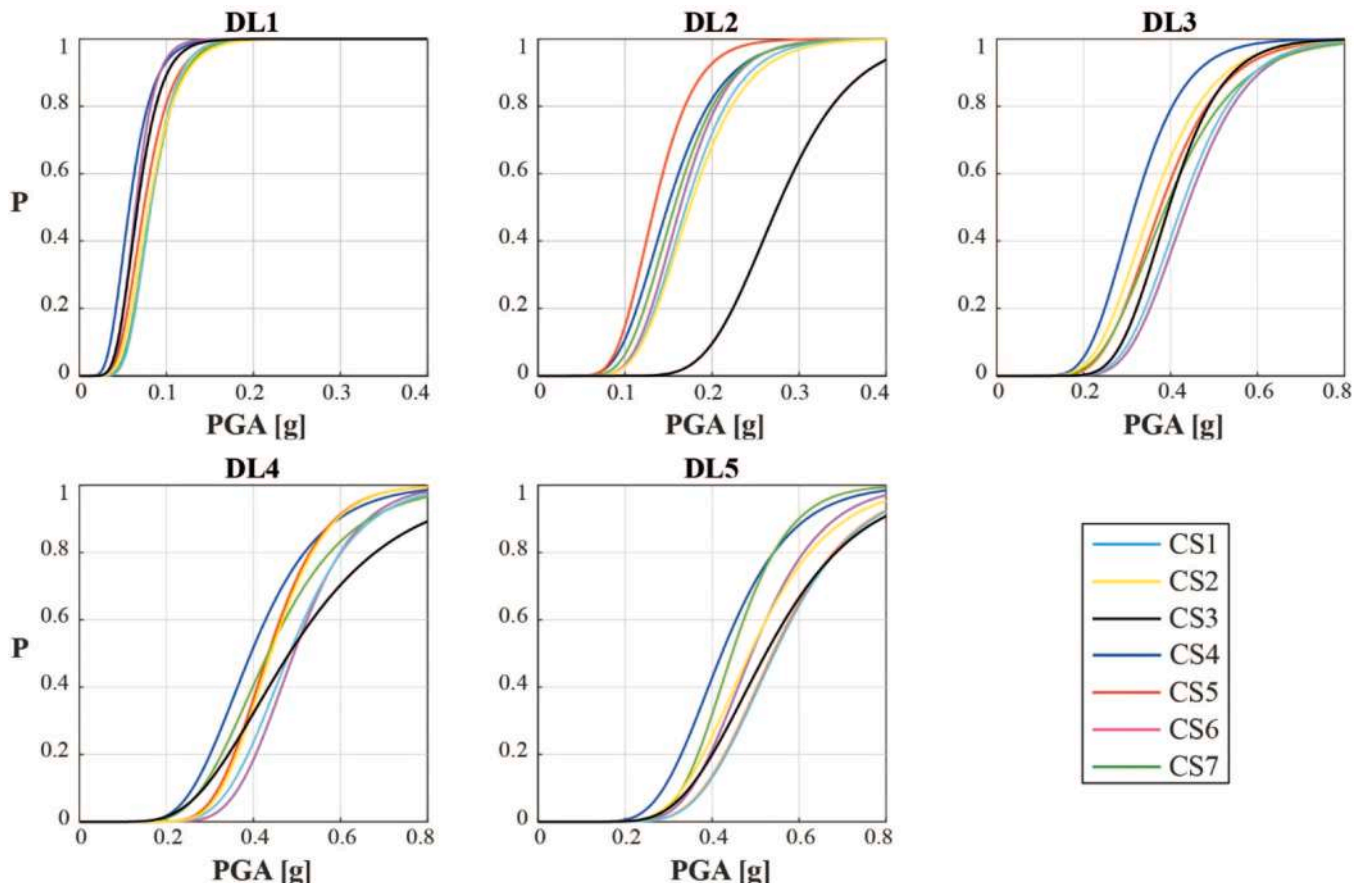 DL1 DL2 DL3
1 1 1
0.8 0.8 0.8
0.6 0.6 0.6
P
0.4 0.4 0.4
0.2 0.2 0.2
0 0 0
0 0.1 0.2 0.3 0.4 0 0.1 0.2 0.3 0.4 0 0.2 0.4 0.6 0.8
PGA [g] PGA [g] PGA [g]
DL4 DL5
1 1
0.8 0.8
0.6 0.6
P
0.4 0.4
0.2 0.2
0 0
0 0.2 0.4 0.6 0.8 0 0.2 0.4 0.6 0.8
PGA [g] PGA [g]
CS1
CS2
CS3
CS4
CS5
CS6
CS7